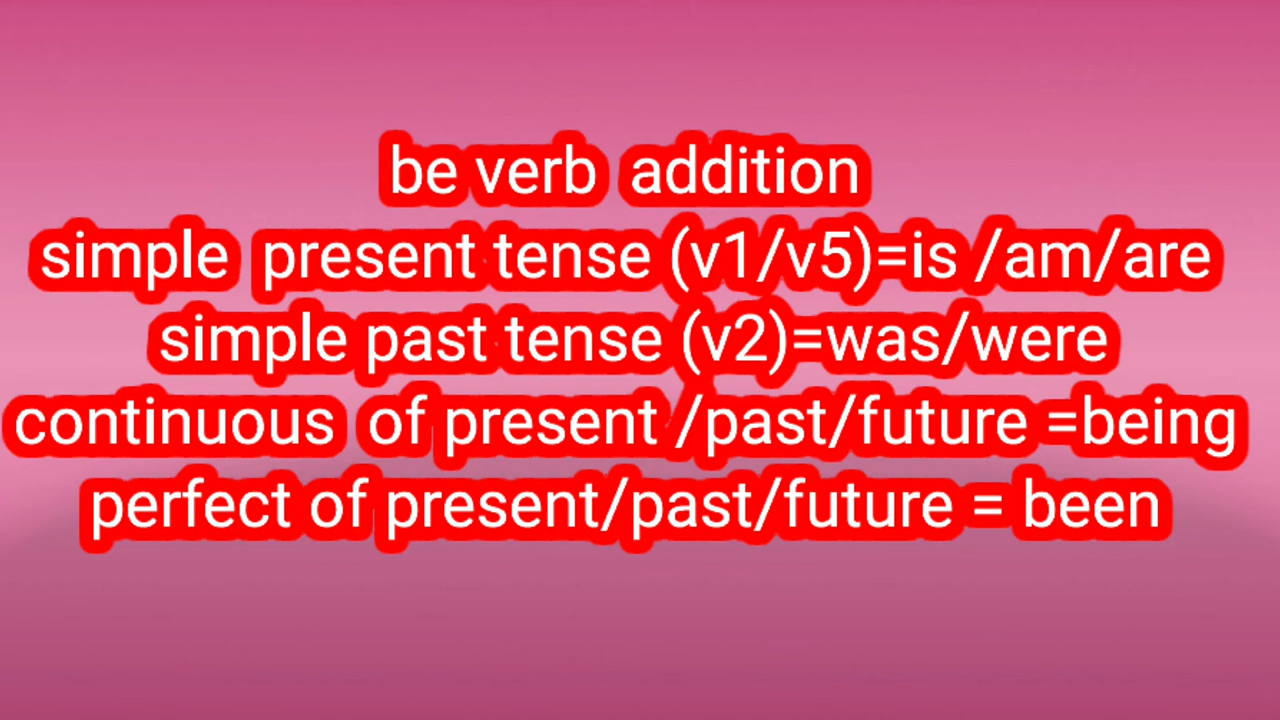 be verb addition
simple present tense (v1/v5)=is /am/are
simple past tense (v2)=was/were
continuous of present /past/future =being
perfect of present/past/future = been